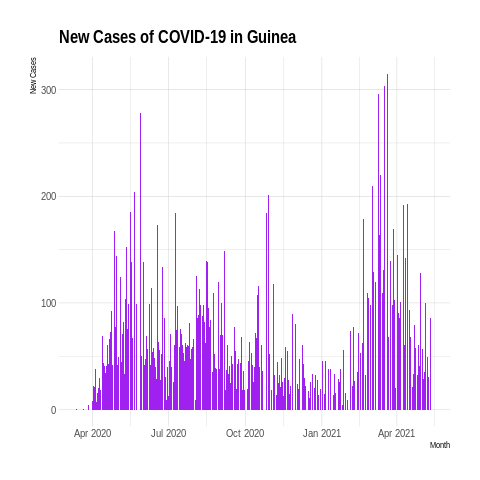 New Cases of COVID-19 in Guinea
New Cases
300
200
100
0
Apr 2020 Jul 2020 Oct 2020 Jan 2021 Apr 2021
Month